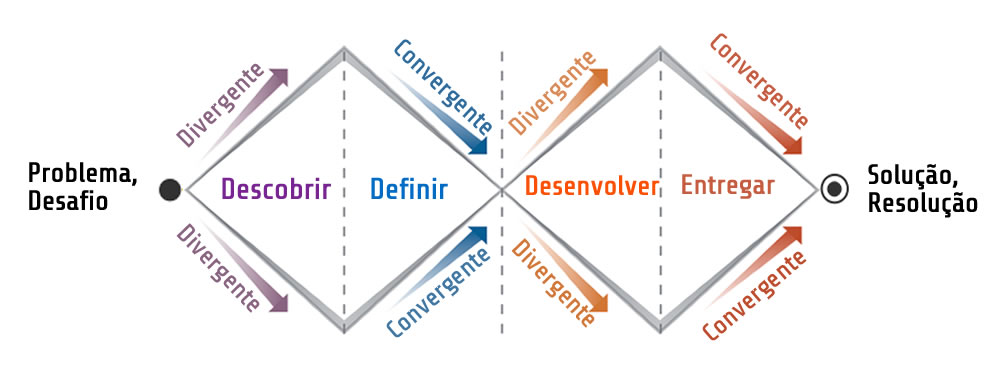 Divergente
Convergente
Divergente
Convergente
Problema,
Desafio
Descobrir
Definir
Desenvolver
Entregar
Solução,
Resolução
Divergente
Convergente
Divergente
Convergente